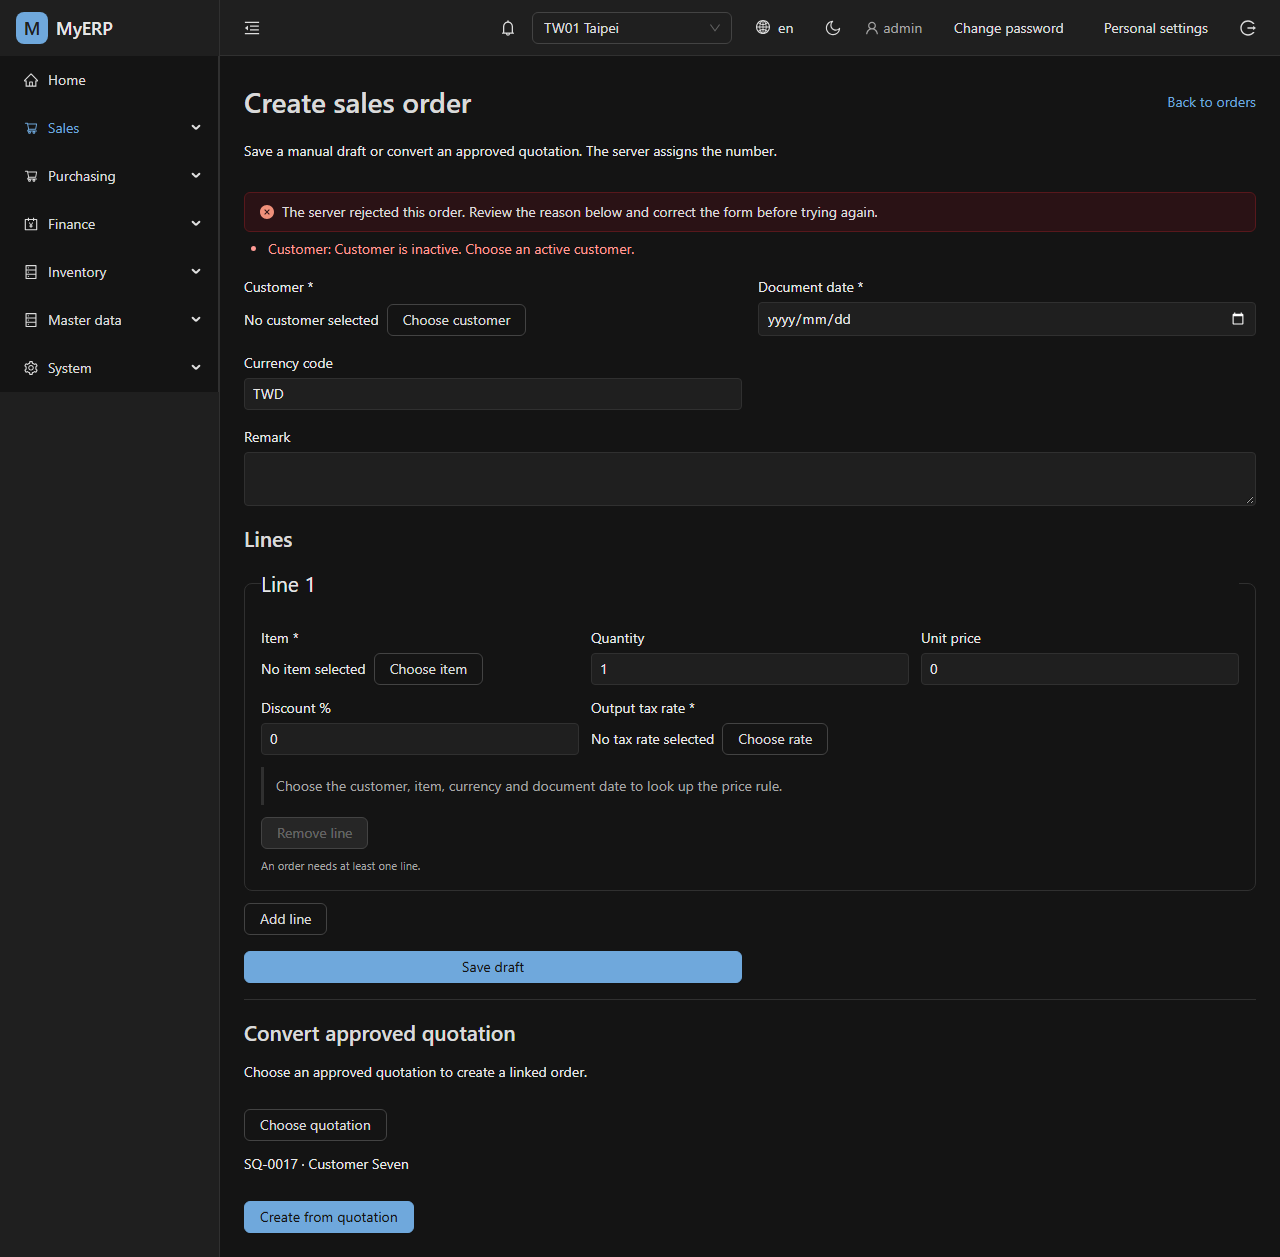 M MyERP
TW01 Taipei
en
admin
Change password
Personal settings
Home
Sales
Purchasing
Finance
Inventory
Master data
System
Create sales order
Back to orders
Save a manual draft or convert an approved quotation. The server assigns the number.
The server rejected this order. Review the reason below and correct the form before trying again.
• Customer: Customer is inactive. Choose an active customer.
Customer *
No customer selected
Choose customer
Document date *
yyyy/mm/dd
Currency code
TWD
Remark
Lines
Line 1
Item *
No item selected
Choose item
Quantity
1
Unit price
0
Discount %
0
Output tax rate *
No tax rate selected
Choose rate
Choose the customer, item, currency and document date to look up the price rule.
Remove line
An order needs at least one line.
Add line
Save draft
Convert approved quotation
Choose an approved quotation to create a linked order.
Choose quotation
SQ-0017 · Customer Seven
Create from quotation